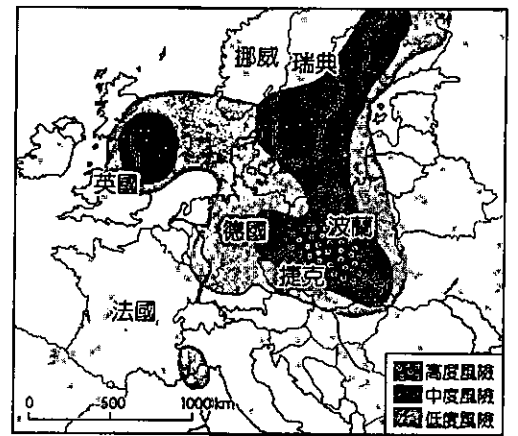 挪威
瑞典
英國
德國
波蘭
捷克
法國
0 500 1000km
高度風險
中度風險
低度風險